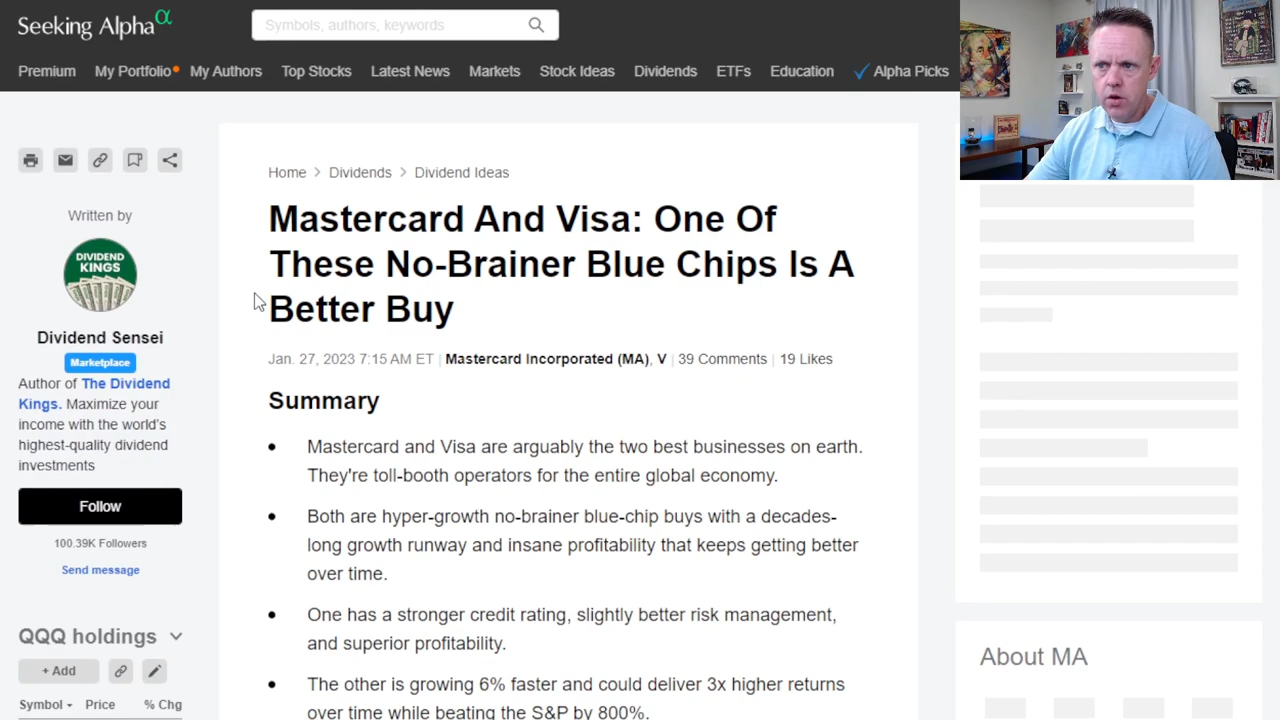 Seeking Alpha α
Symbols, authors, keywords
Premium
My Portfolio
My Authors
Top Stocks
Latest News
Markets
Stock Ideas
Dividends
ETFs
Education
Alpha Picks
Written by
DIVIDEND
KINGS
Dividend Sensei
Marketplace
Author of The Dividend
Kings. Maximize your
income with the world's
highest-quality dividend
investments
Follow
100.39K Followers
Send message
QQQ holdings
+ Add
Symbol Price % Chg
Home > Dividends > Dividend Ideas
Mastercard And Visa: One Of
These No-Brainer Blue Chips Is A
Better Buy
Jan. 27, 2023 7:15 AM ET | Mastercard Incorporated (MA), V | 39 Comments | 19 Likes
Summary
• Mastercard and Visa are arguably the two best businesses on earth.
They're toll-booth operators for the entire global economy.
• Both are hyper-growth no-brainer blue-chip buys with a decades-
long growth runway and insane profitability that keeps getting better
over time.
• One has a stronger credit rating, slightly better risk management,
and superior profitability.
• The other is growing 6% faster and could deliver 3x higher returns
over time while beating the S&P by 800%.
About MA